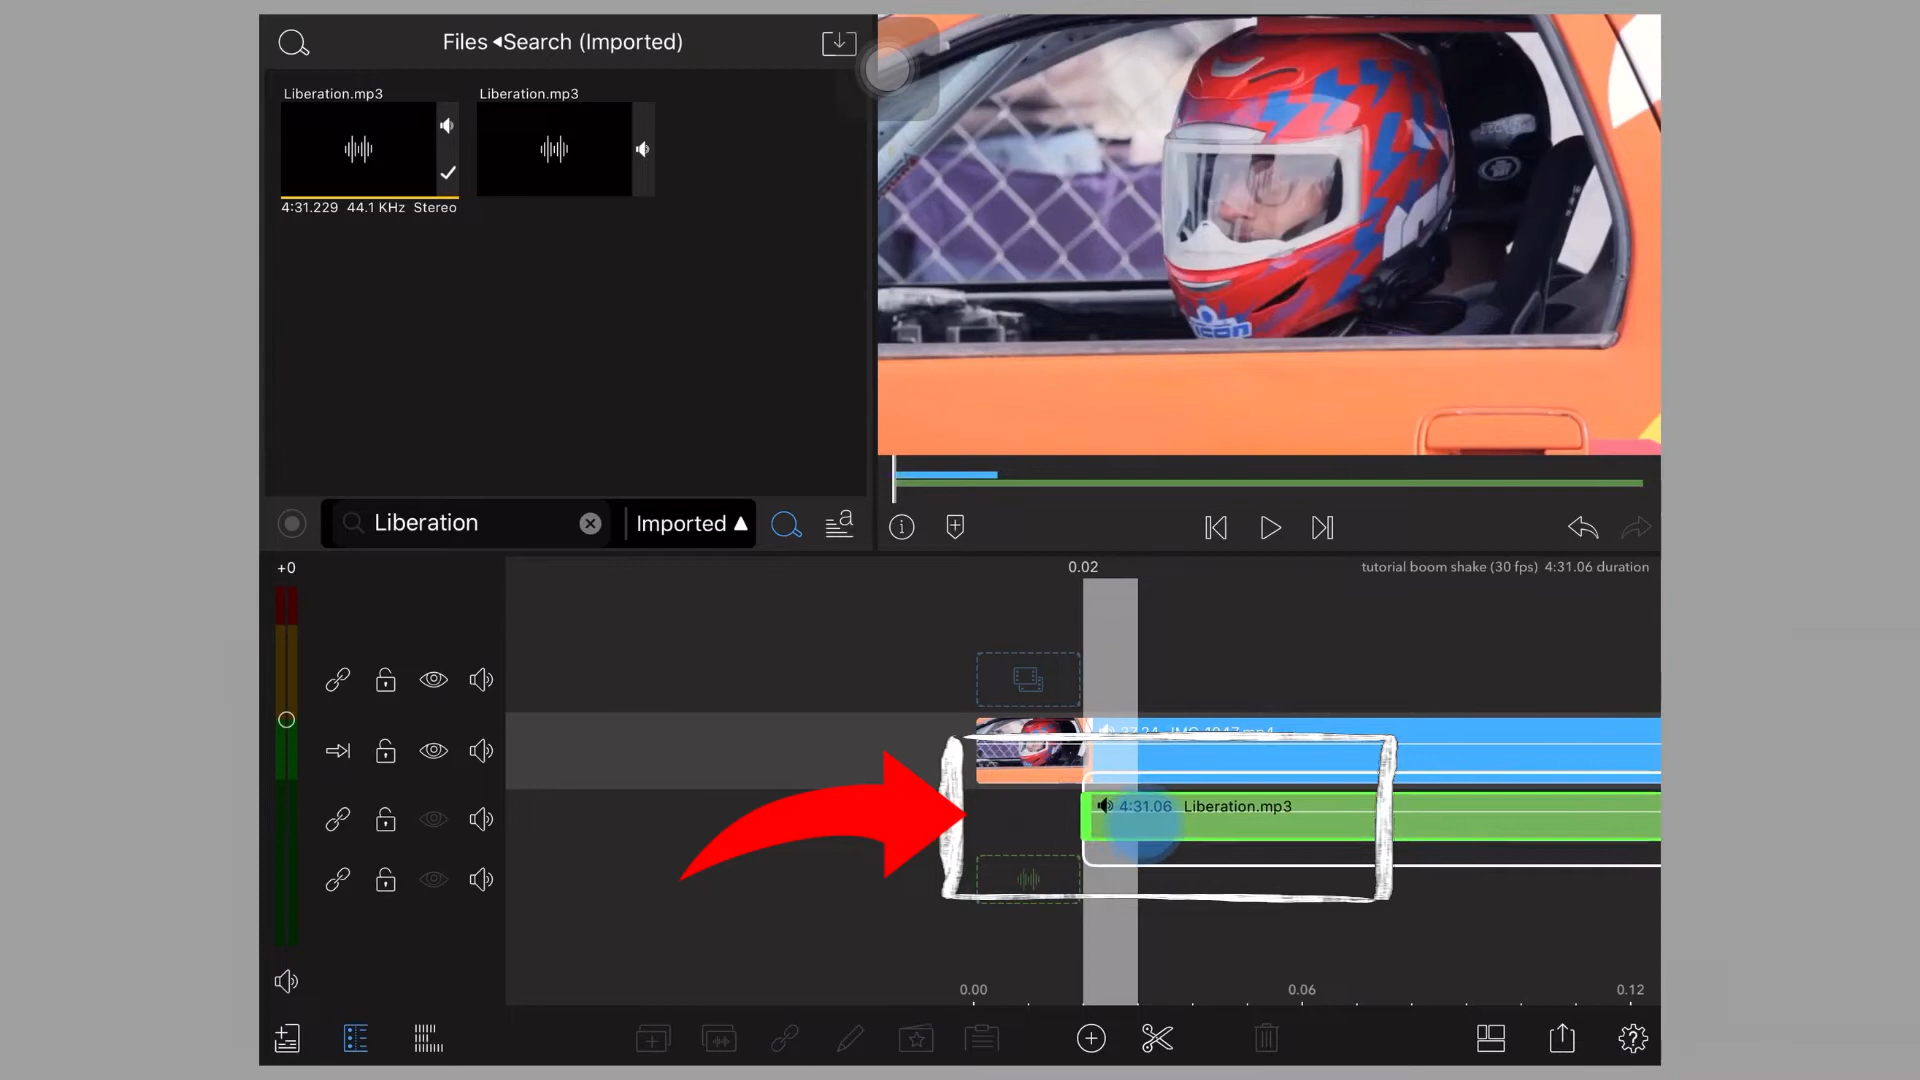 Files ◂Search (Imported)
Liberation.mp3
Liberation.mp3
4:31.229 44.1 KHz Stereo
icon
Liberation
Imported ▲
+0
0.02
tutorial boom shake (30 fps) 4:31.06 duration
4:31.06 Liberation.mp3
0.00
0.06
0.12